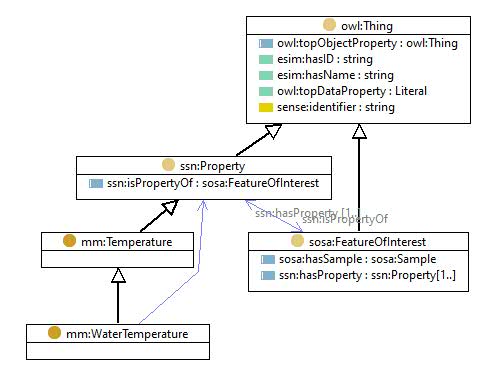 owl:Thing
owl:topObjectProperty : owl:Thing
esim:hasID : string
esim:hasName : string
owl:topDataProperty : Literal
sense:identifier : string
ssn:Property
ssn:isPropertyOf : sosa:FeatureOfInterest
ssn:hasProperty [1..]
ssn:isPropertyOf
mm:Temperature
sosa:FeatureOfInterest
sosa:hasSample : sosa:Sample
ssn:hasProperty : ssn:Property[1..]
mm:WaterTemperature